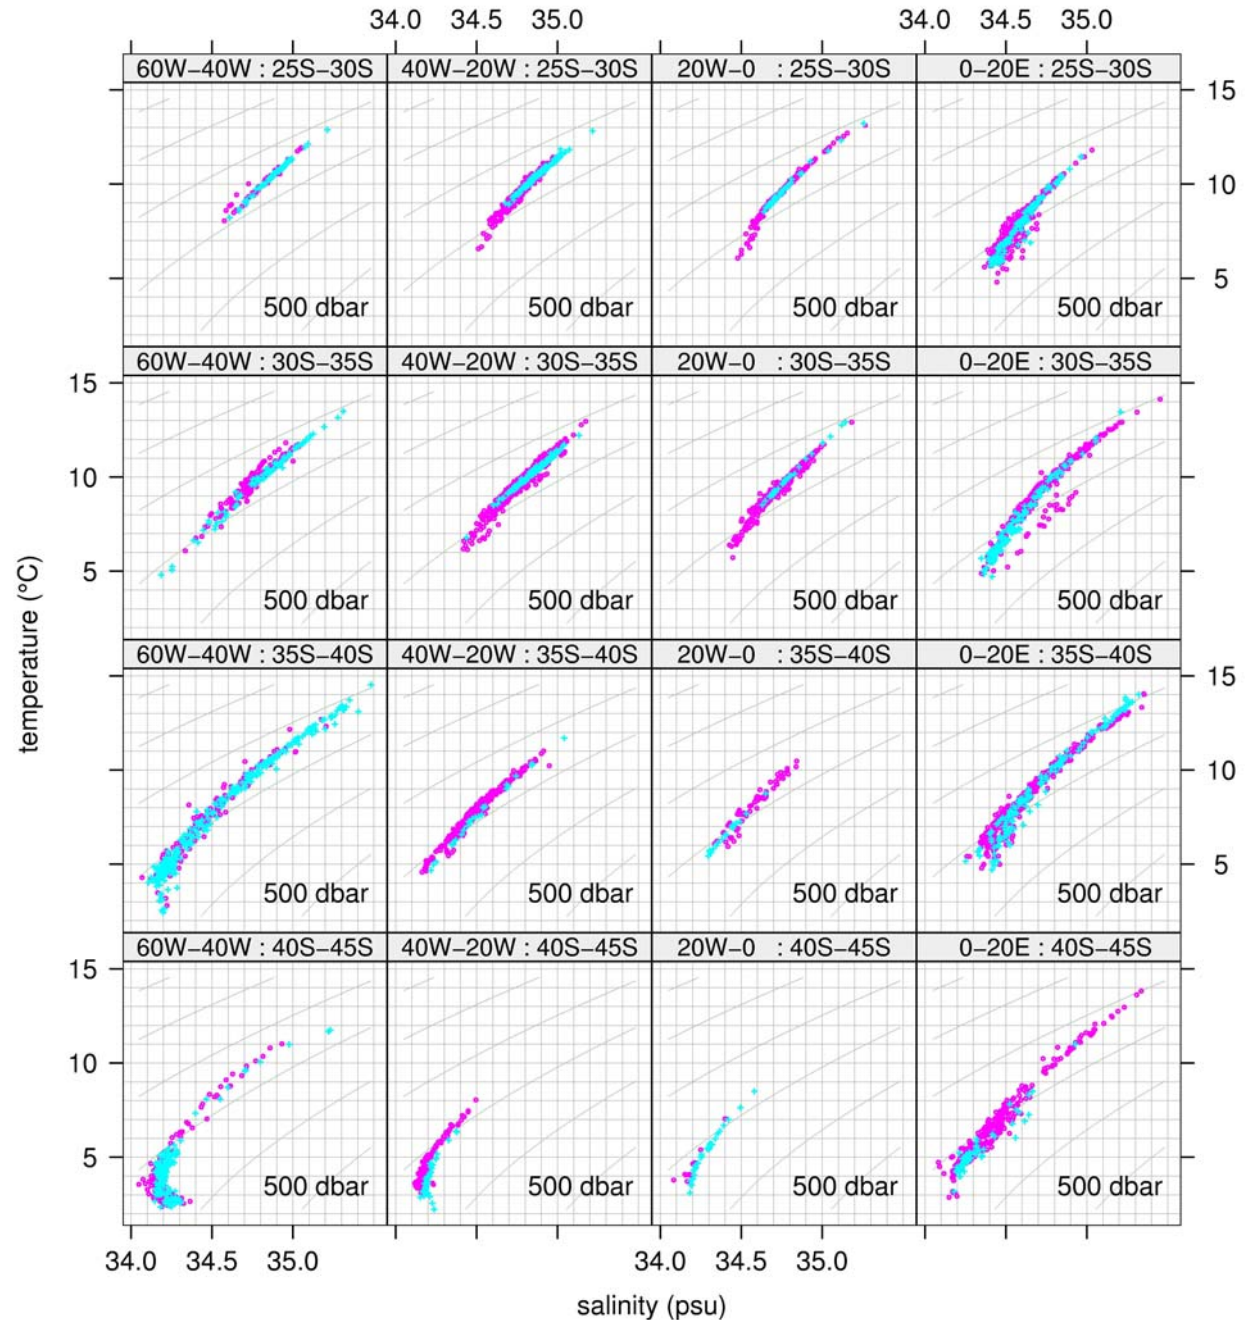 34.0 34.5 35.0 34.0 34.5 35.0
60W−40W : 25S−30S 40W−20W : 25S−30S 20W−0 : 25S−30S 0−20E : 25S−30S
15
10
5
500 dbar 500 dbar 500 dbar 500 dbar
60W−40W : 30S−35S 40W−20W : 30S−35S 20W−0 : 30S−35S 0−20E : 30S−35S
15
10
5
500 dbar 500 dbar 500 dbar 500 dbar
60W−40W : 35S−40S 40W−20W : 35S−40S 20W−0 : 35S−40S 0−20E : 35S−40S
15
10
5
500 dbar 500 dbar 500 dbar 500 dbar
60W−40W : 40S−45S 40W−20W : 40S−45S 20W−0 : 40S−45S 0−20E : 40S−45S
15
10
5
500 dbar 500 dbar 500 dbar 500 dbar
34.0 34.5 35.0 34.0 34.5 35.0
temperature (°C)
salinity (psu)